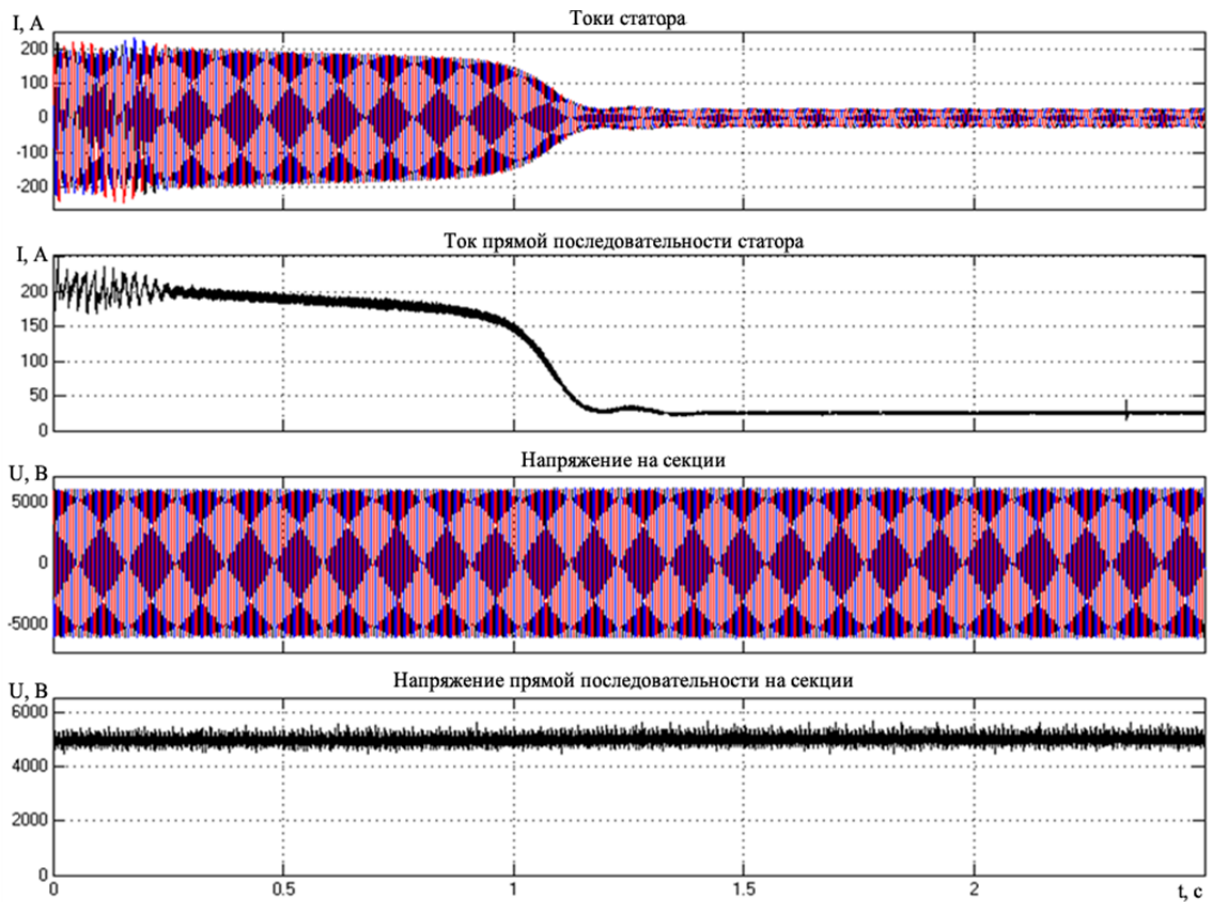 Токи статора
I, А
200
100
0
-100
-200
Ток прямой последовательности статора
I, А
200
150
100
50
0
Напряжение на секции
U, В
5000
0
-5000
Напряжение прямой последовательности на секции
U, В
6000
4000
2000
0
0 0.5 1 1.5 2 t, с